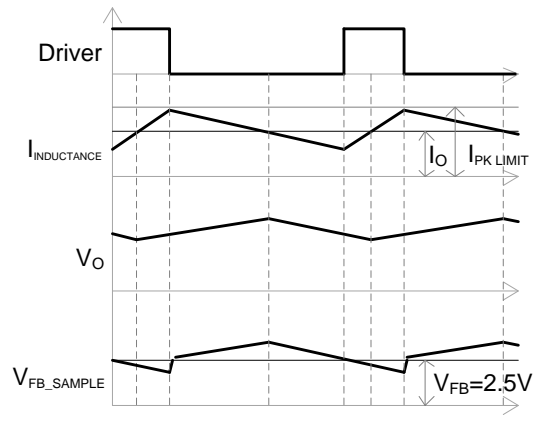 Driver
I_INDUCTANCE
I_O
I_PK LIMIT
V_O
V_FB_SAMPLE
V_FB=2.5V